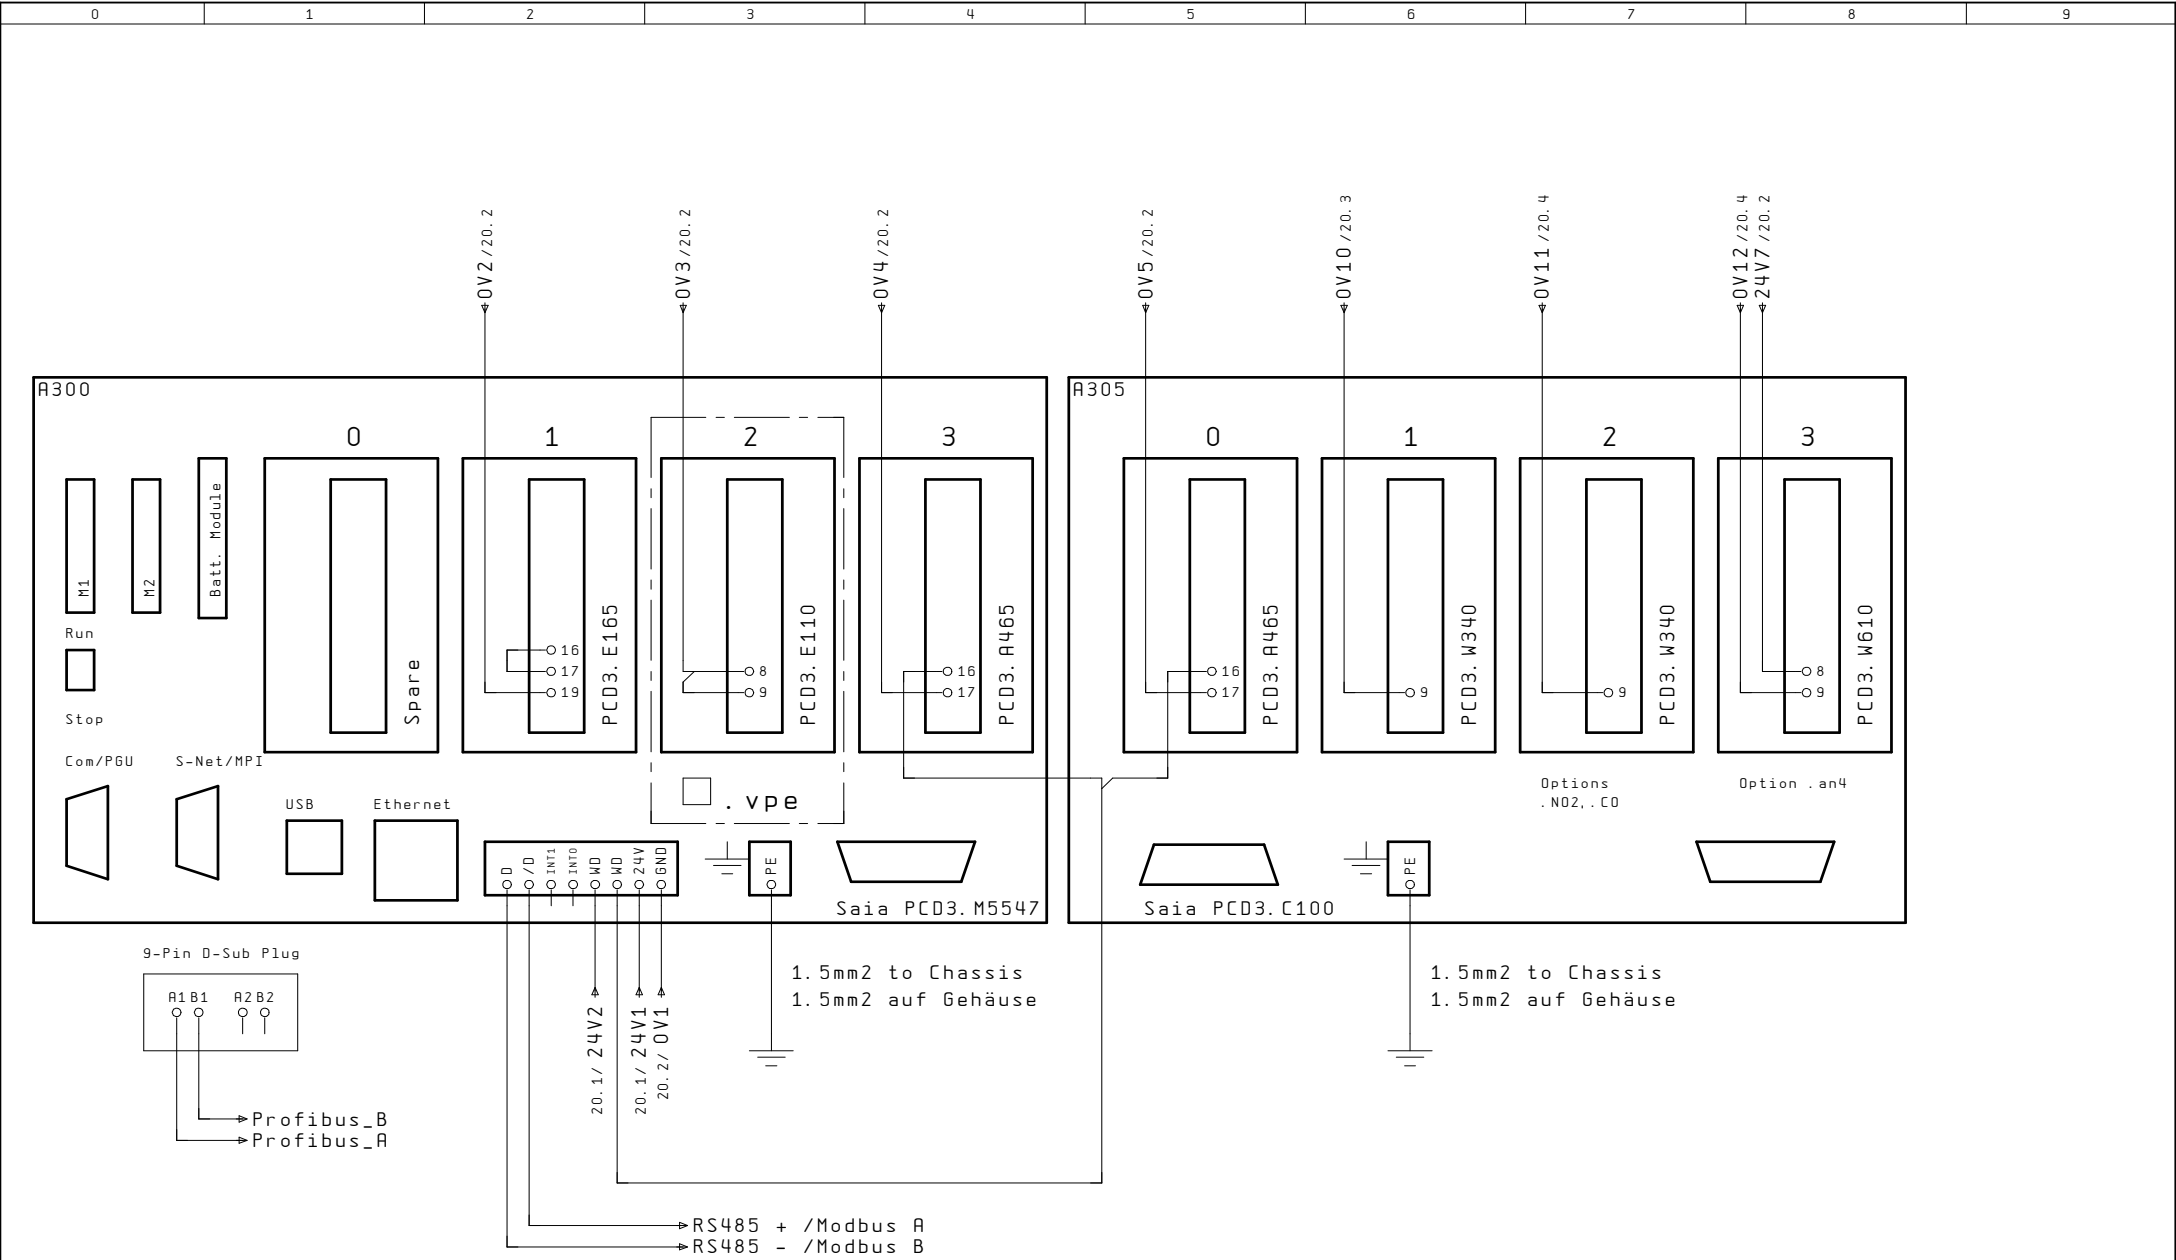 0 1 2 3 4 5 6 7 8 9
0V2 /20.2
0V3 /20.2
0V4 /20.2
0V5 /20.2
0V10 /20.3
0V11 /20.4
0V12 /20.4
24V7 /20.2
A300
A305
0 1 2 3
0 1 2 3
M1
M2
Batt. Module
Run
Stop
Spare
16
17
19
PCD3.E165
8
9
PCD3.E110
16
17
PCD3.A465
16
17
PCD3.A465
9
PCD3.W340
9
PCD3.W340
8
9
PCD3.W610
Com/PGU
S-Net/MPI
USB
Ethernet
.vpe
Options
.NO2,.CO
Option .an4
D
/D
INT1
INT0
WD
WD
24V
GND
PE
PE
Saia PCD3.M5547
Saia PCD3.C100
9-Pin D-Sub Plug
A1 B1 A2 B2
1.5mm2 to Chassis
1.5mm2 auf Gehäuse
1.5mm2 to Chassis
1.5mm2 auf Gehäuse
20.1/ 24V2
20.1/ 24V1
20.2/ 0V1
Profibus_B
Profibus_A
RS485 + /Modbus A
RS485 - /Modbus B